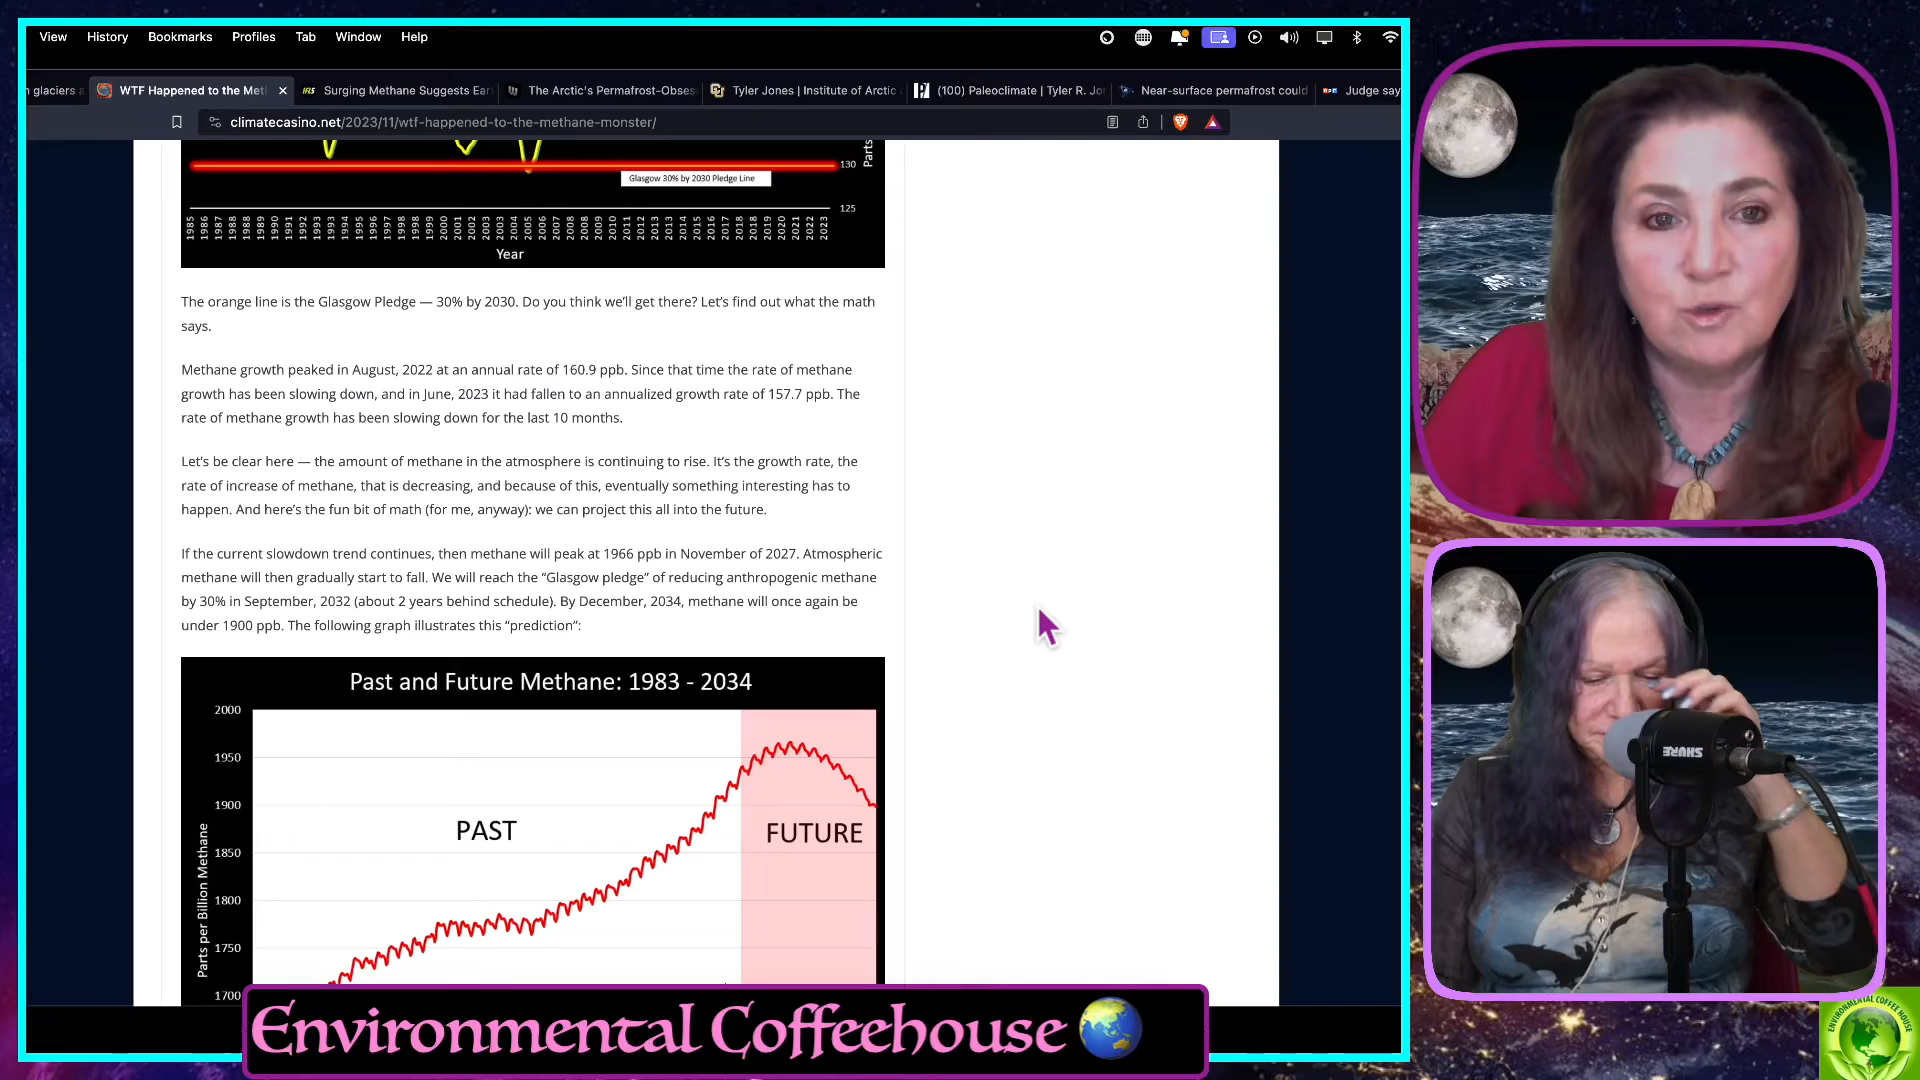 View History Bookmarks Profiles Tab Window Help
n glaciers a
WTF Happened to the Met
IFLS Surging Methane Suggests Ear
The Arctic's Permafrost-Obses
Tyler Jones | Institute of Arctic
(100) Paleoclimate | Tyler R. Jo
Near-surface permafrost could
Judge say
climatecasino.net/2023/11/wtf-happened-to-the-methane-monster/
130
Parts
Glasgow 30% by 2030 Pledge Line
125
1985 1986 1987 1988 1988 1989 1990 1991 1992 1993 1993 1994 1995 1996 1997 1998 1998 1999 2000 2001 2002 2003 2004 2005 2006 2007 2008 2008 2009 2010 2011 2012 2013 2013 2014 2015 2016 2017 2018 2018 2019 2020 2021 2022 2023
Year
The orange line is the Glasgow Pledge — 30% by 2030. Do you think we’ll get there? Let’s find out what the math
says.
Methane growth peaked in August, 2022 at an annual rate of 160.9 ppb. Since that time the rate of methane
growth has been slowing down, and in June, 2023 it had fallen to an annualized growth rate of 157.7 ppb. The
rate of methane growth has been slowing down for the last 10 months.
Let’s be clear here — the amount of methane in the atmosphere is continuing to rise. It’s the growth rate, the
rate of increase of methane, that is decreasing, and because of this, eventually something interesting has to
happen. And here’s the fun bit of math (for me, anyway): we can project this all into the future.
If the current slowdown trend continues, then methane will peak at 1966 ppb in November of 2027. Atmospheric
methane will then gradually start to fall. We will reach the “Glasgow pledge” of reducing anthropogenic methane
by 30% in September, 2032 (about 2 years behind schedule). By December, 2034, methane will once again be
under 1900 ppb. The following graph illustrates this “prediction”:
Past and Future Methane: 1983 - 2034
2000
1950
1900
1850
1800
1750
1700
Parts per Billion Methane
PAST
FUTURE
SHURE
Environmental Coffeehouse
ENVIRONMENTAL COFFEE HOUSE